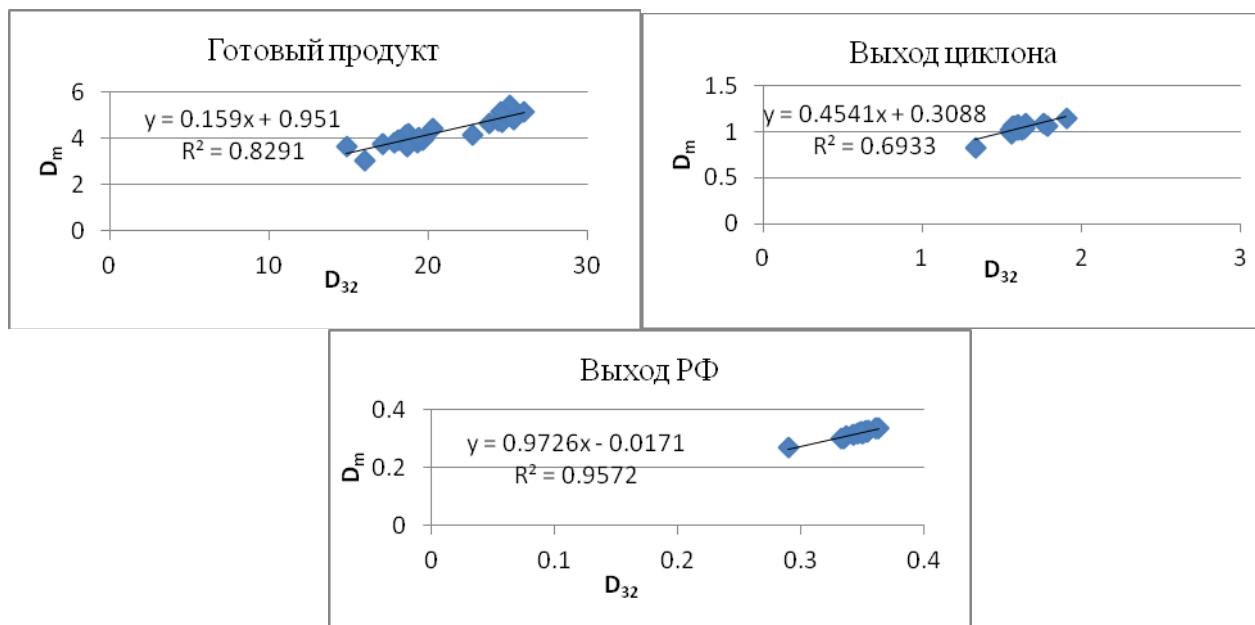 Готовый продукт
6
y = 0.159x + 0.951
4
R² = 0.8291
Dm
2
0
0 10 20 30
D32
Выход циклона
1.5
y = 0.4541x + 0.3088
1
R² = 0.6933
Dm
0.5
0
0 1 2 3
D32
Выход РФ
0.4
y = 0.9726x - 0.0171
Dm
0.2
R² = 0.9572
0
0 0.1 0.2 0.3 0.4
D32